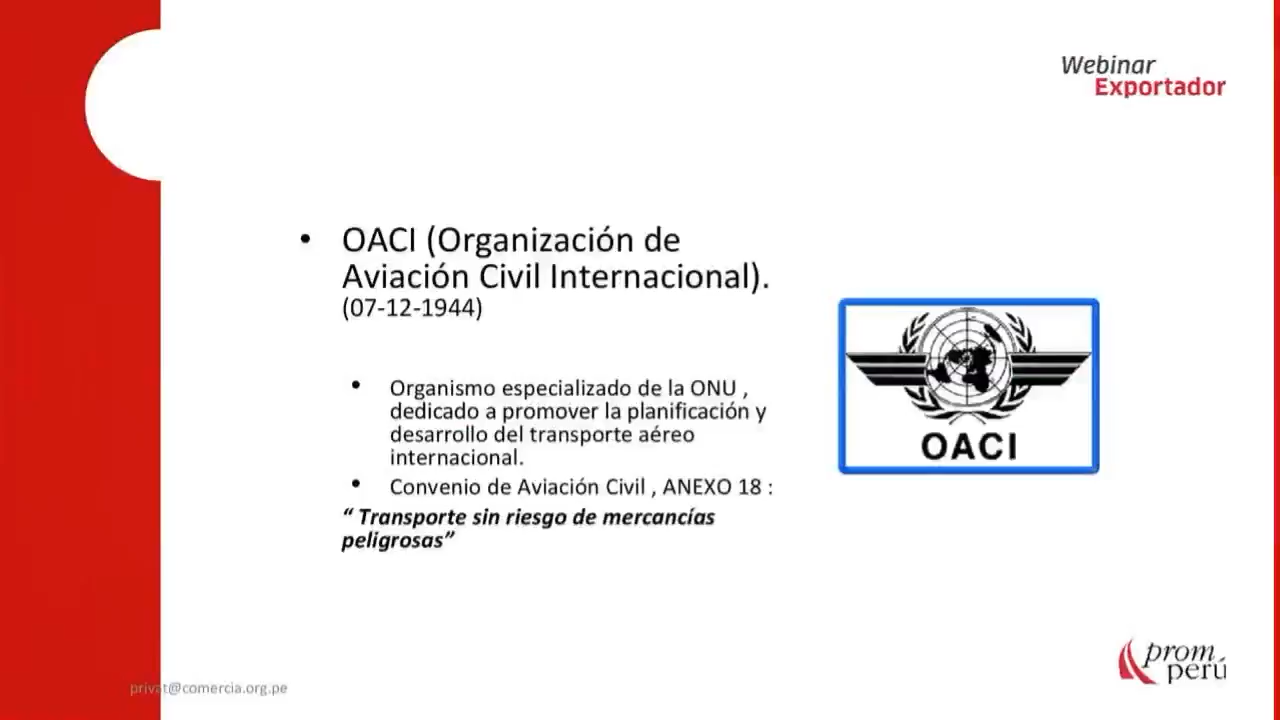 Webinar
Exportador
• OACI (Organización de
Aviación Civil Internacional).
(07-12-1944)
• Organismo especializado de la ONU ,
dedicado a promover la planificación y
desarrollo del transporte aéreo
internacional.
• Convenio de Aviación Civil , ANEXO 18 :
“ Transporte sin riesgo de mercancías
peligrosas”
OACI
prom
perú
privat@comercia.org.pe